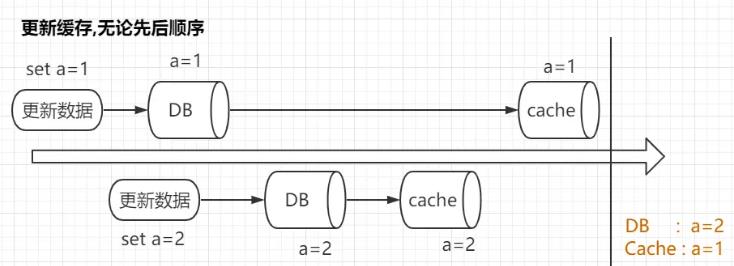 更新缓存,无论先后顺序
set a=1
a=1
a=1
更新数据
DB
cache
更新数据
DB
cache
set a=2
a=2
a=2
DB : a=2
Cache : a=1